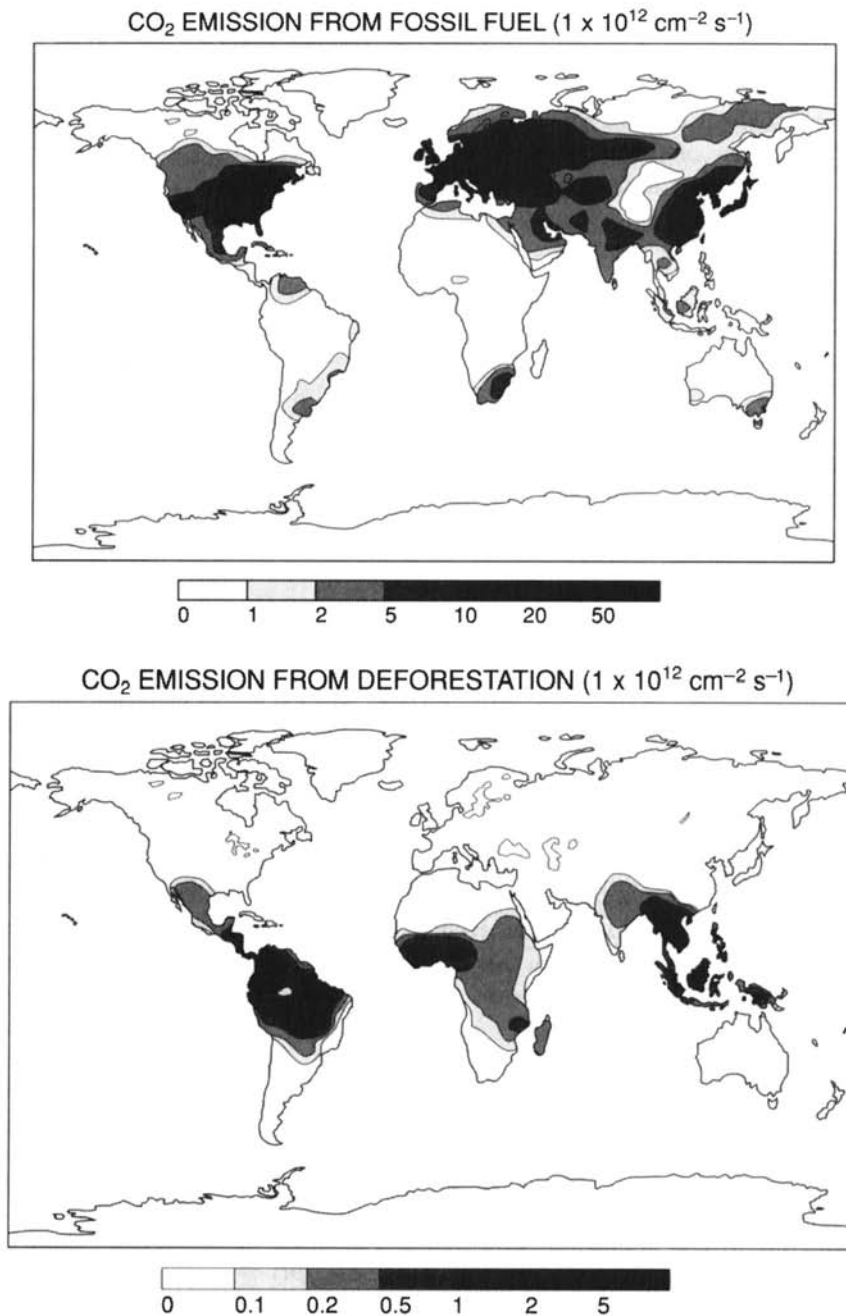 CO₂ EMISSION FROM FOSSIL FUEL (1 x 10¹² cm⁻² s⁻¹)
0 1 2 5 10 20 50
CO₂ EMISSION FROM DEFORESTATION (1 x 10¹² cm⁻² s⁻¹)
0 0.1 0.2 0.5 1 2 5